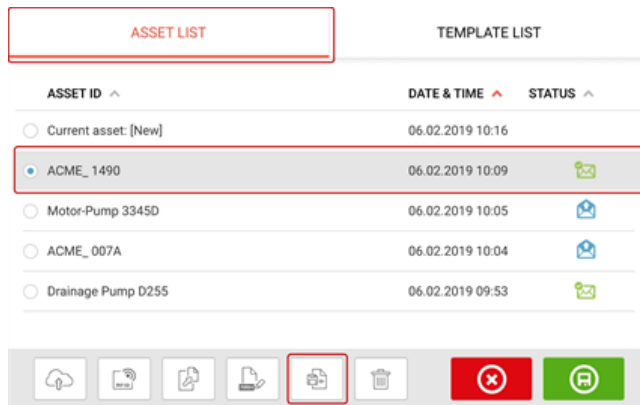 ASSET LIST TEMPLATE LIST
ASSET ID DATE & TIME STATUS
Current asset: [New] 06.02.2019 10:16
ACME_ 1490 06.02.2019 10:09
Motor-Pump 3345D 06.02.2019 10:05
ACME_ 007A 06.02.2019 10:04
Drainage Pump D255 06.02.2019 09:53